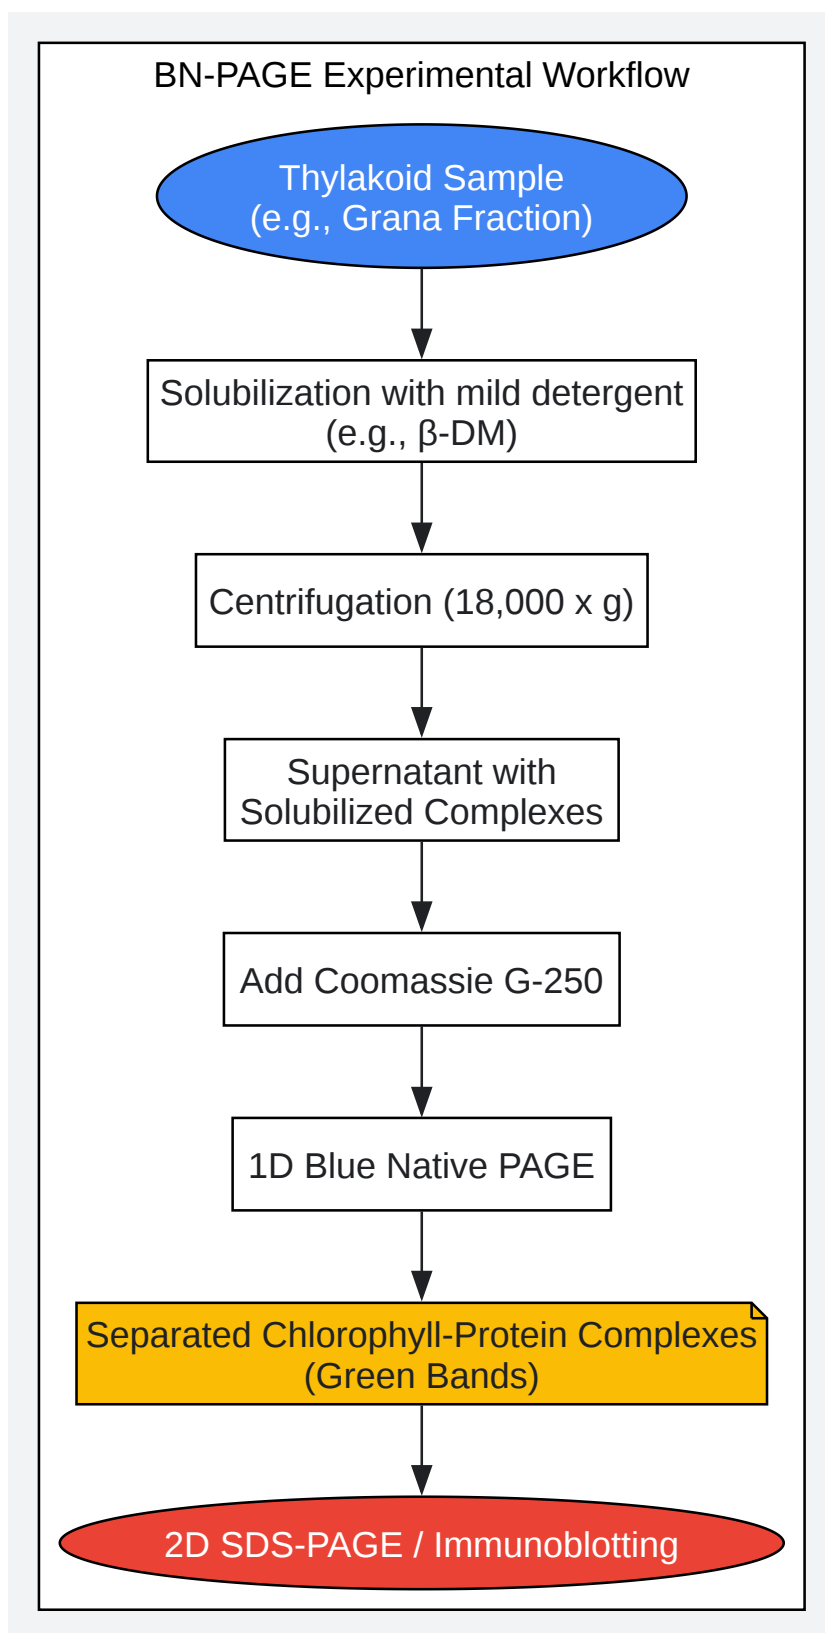 BN-PAGE Experimental Workflow
Thylakoid Sample
(e.g., Grana Fraction)
Solubilization with mild detergent
(e.g., β-DM)
Centrifugation (18,000 x g)
Supernatant with
Solubilized Complexes
Add Coomassie G-250
1D Blue Native PAGE
Separated Chlorophyll-Protein Complexes
(Green Bands)
2D SDS-PAGE / Immunoblotting